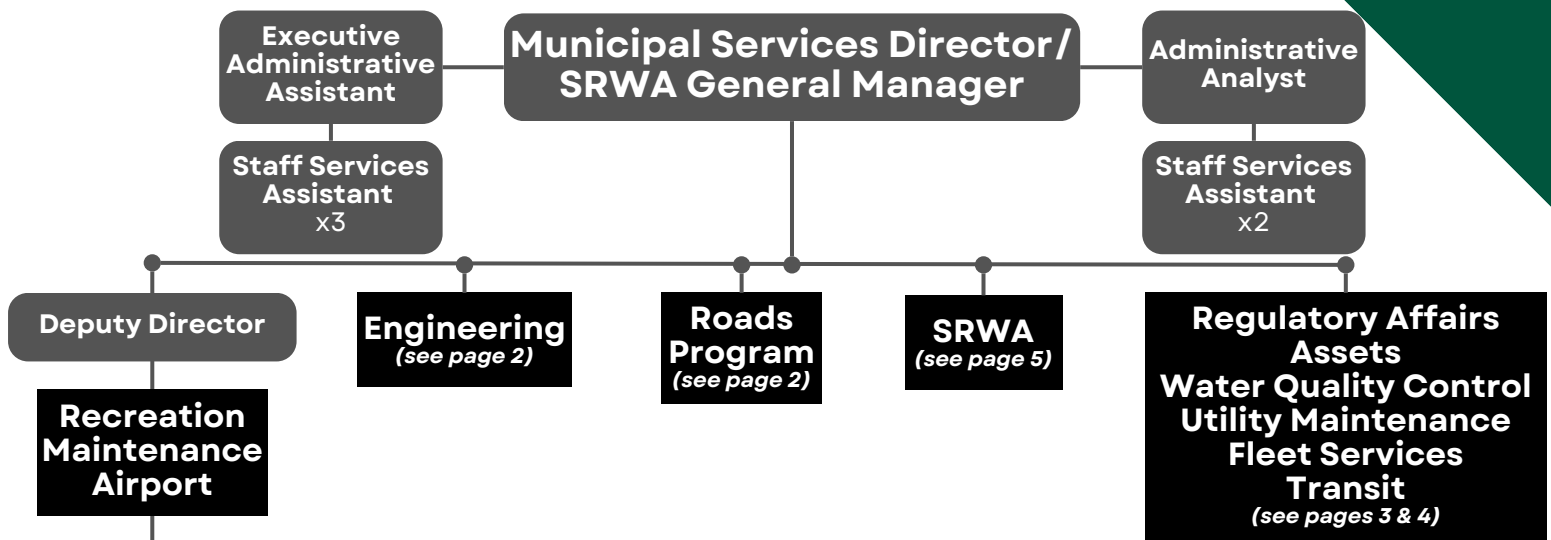 Executive
Administrative
Assistant
Municipal Services Director/
SRWA General Manager
Administrative
Analyst
Staff Services
Assistant
x3
Staff Services
Assistant
x2
Deputy Director
Engineering
(see page 2)
Roads
Program
(see page 2)
SRWA
(see page 5)
Regulatory Affairs
Assets
Water Quality Control
Utility Maintenance
Fleet Services
Transit
(see pages 3 & 4)
Recreation
Maintenance
Airport